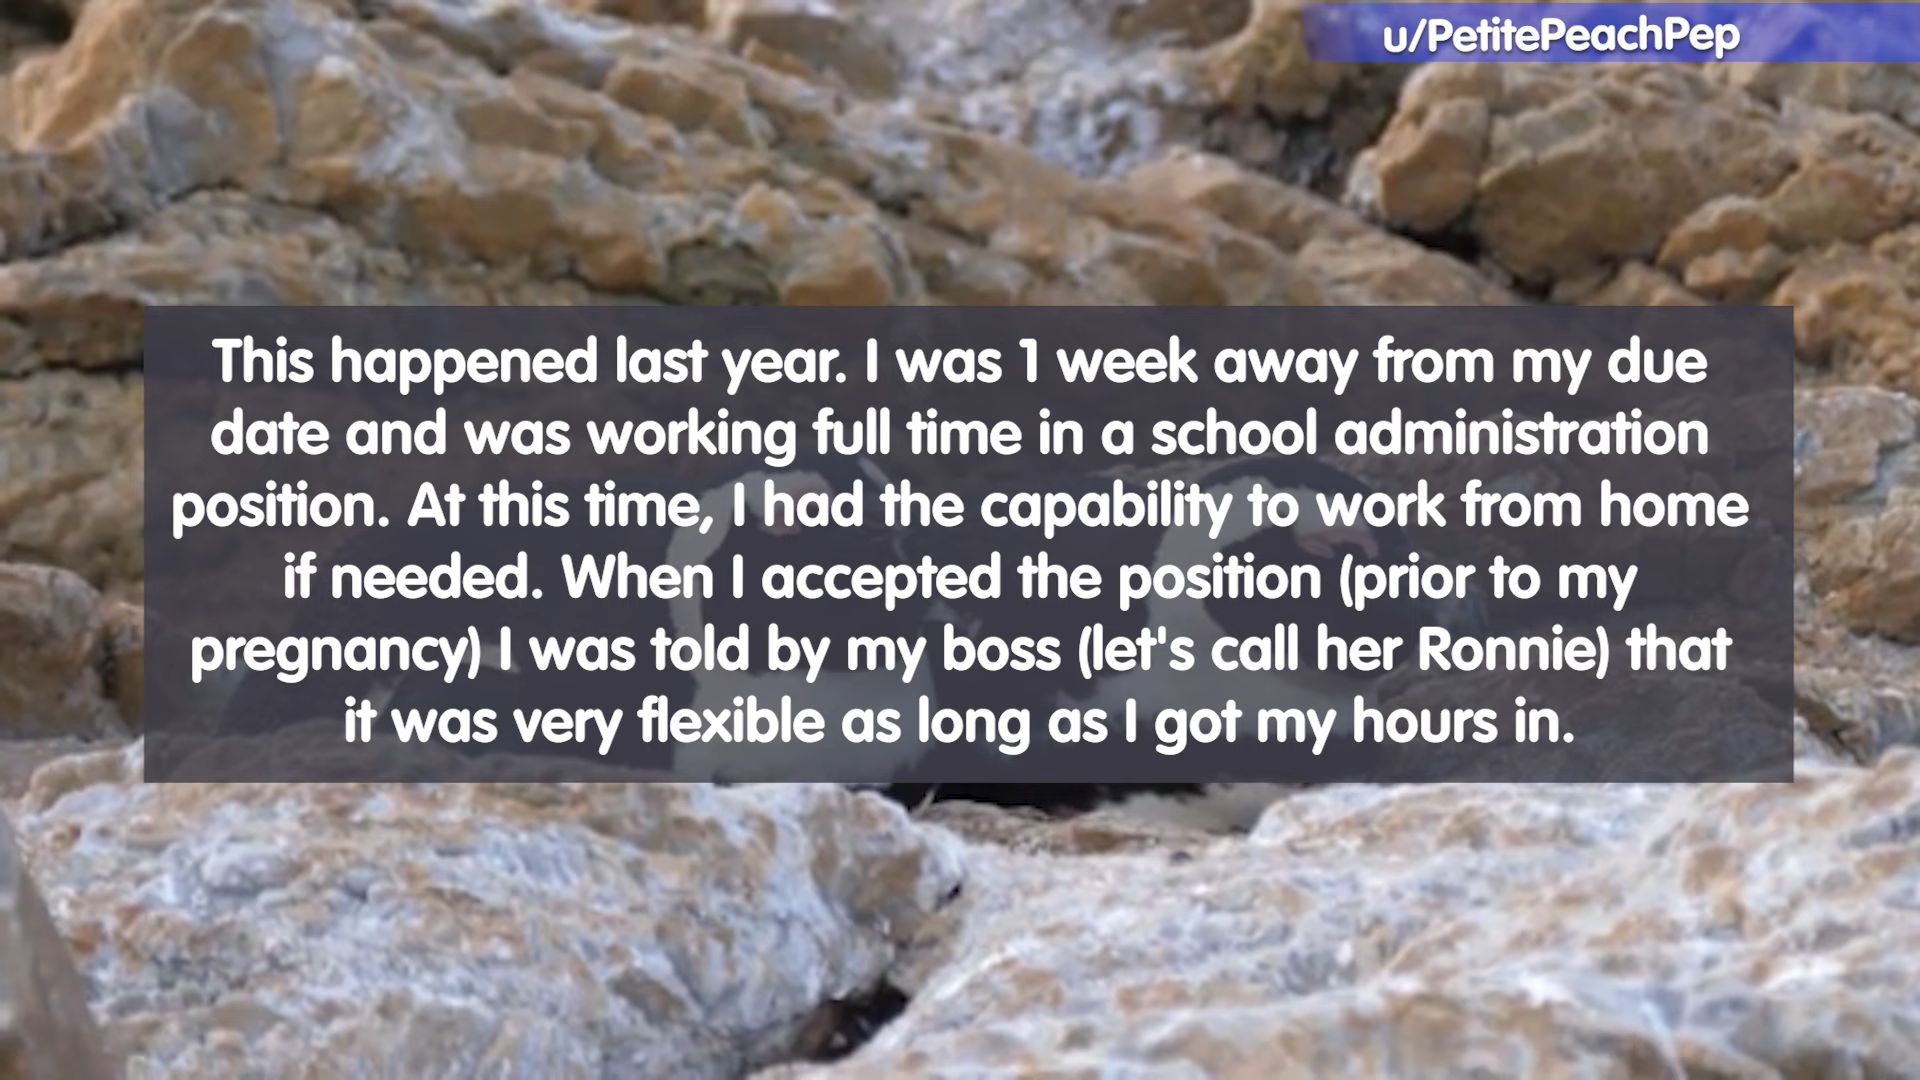 u/PetitePeachPep
This happened last year. I was 1 week away from my due
date and was working full time in a school administration
position. At this time, I had the capability to work from home
if needed. When I accepted the position (prior to my
pregnancy) I was told by my boss (let's call her Ronnie) that
it was very flexible as long as I got my hours in.